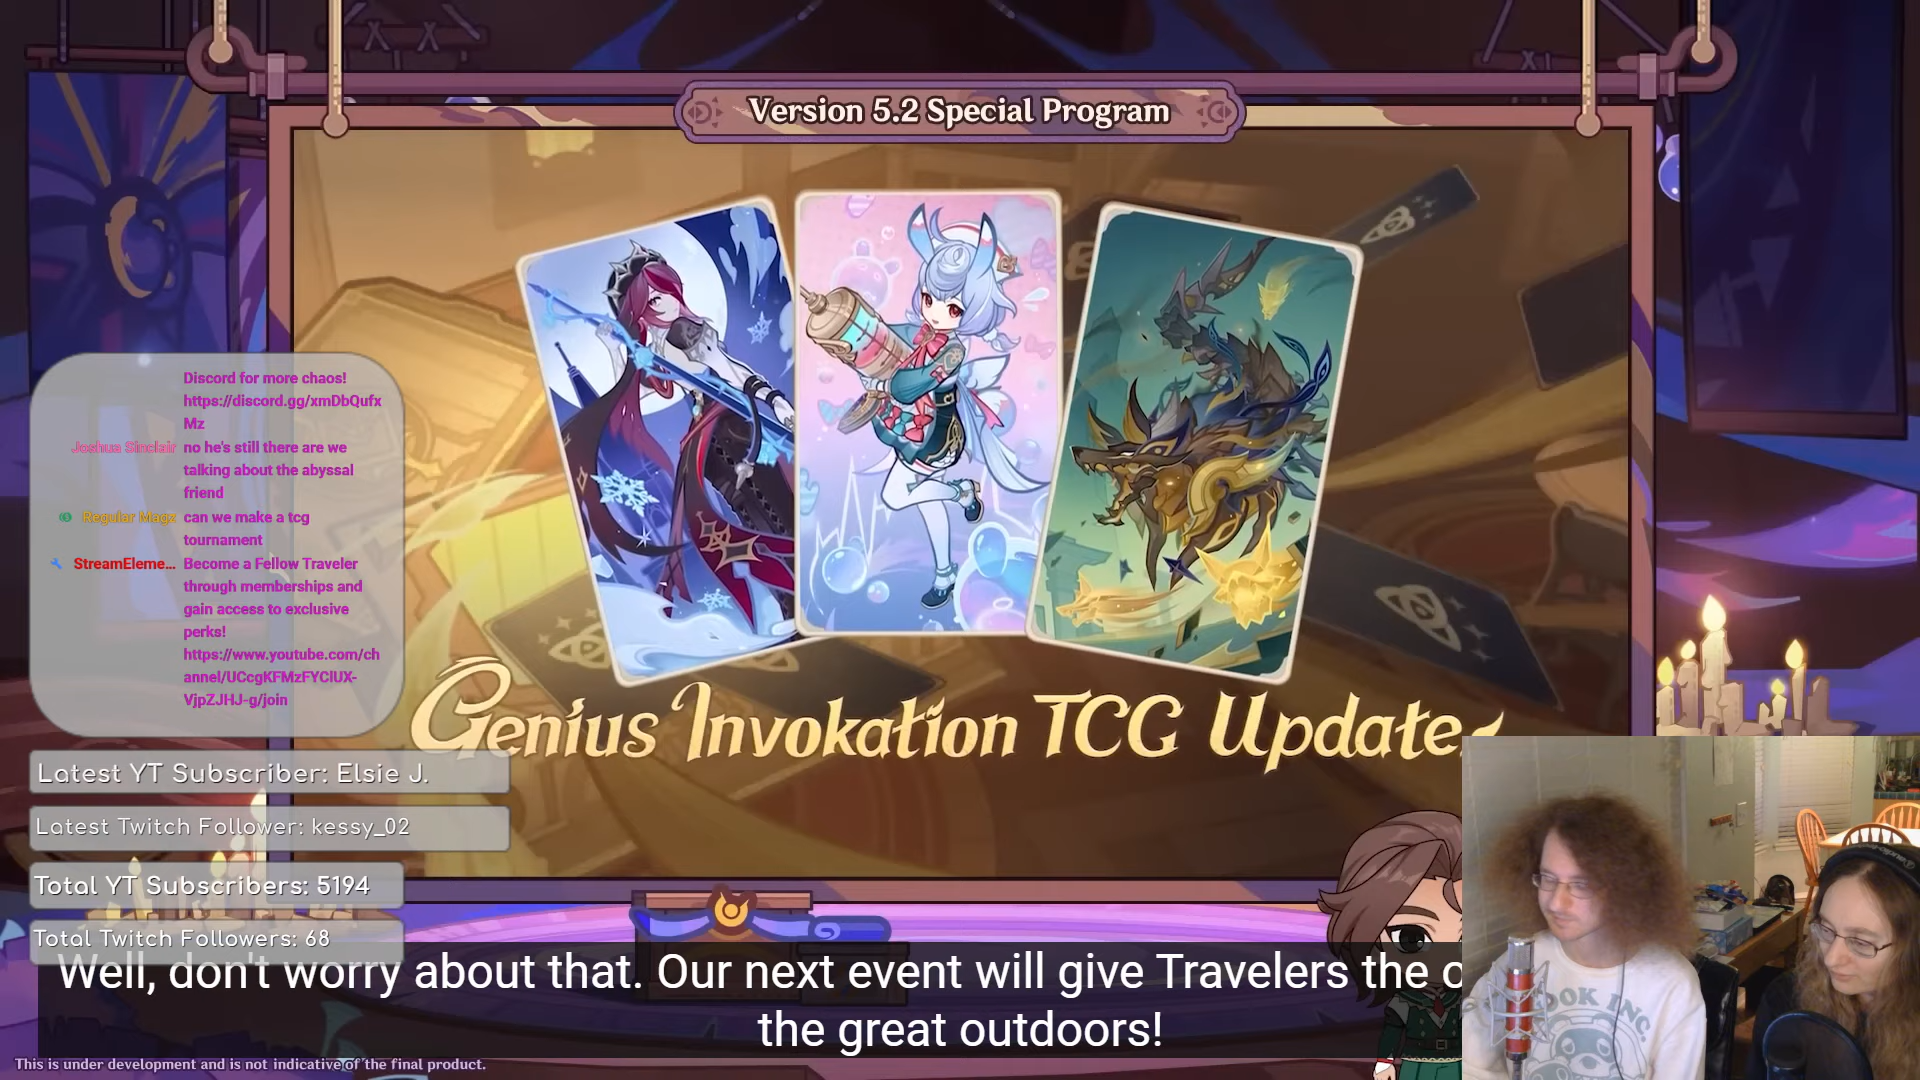 Version 5.2 Special Program
Discord for more chaos!
https://discord.gg/xmDbQufx
Mz
Joshua Sinclair no he's still there are we
talking about the abyssal
friend
Regular Magz can we make a tcg
tournament
StreamEleme... Become a Fellow Traveler
through memberships and
gain access to exclusive
perks!
https://www.youtube.com/ch
annel/UCcgKFMzFYClUX-
VjpZJHJ-g/join
Genius Invokation TCG Update
Latest YT Subscriber: Elsie J.
Latest Twitch Follower: kessy_02
Total YT Subscribers: 5194
Total Twitch Followers: 68
Well, don't worry about that. Our next event will give Travelers the
the great outdoors!
OOK INC
This is under development and is not indicative of the final product.